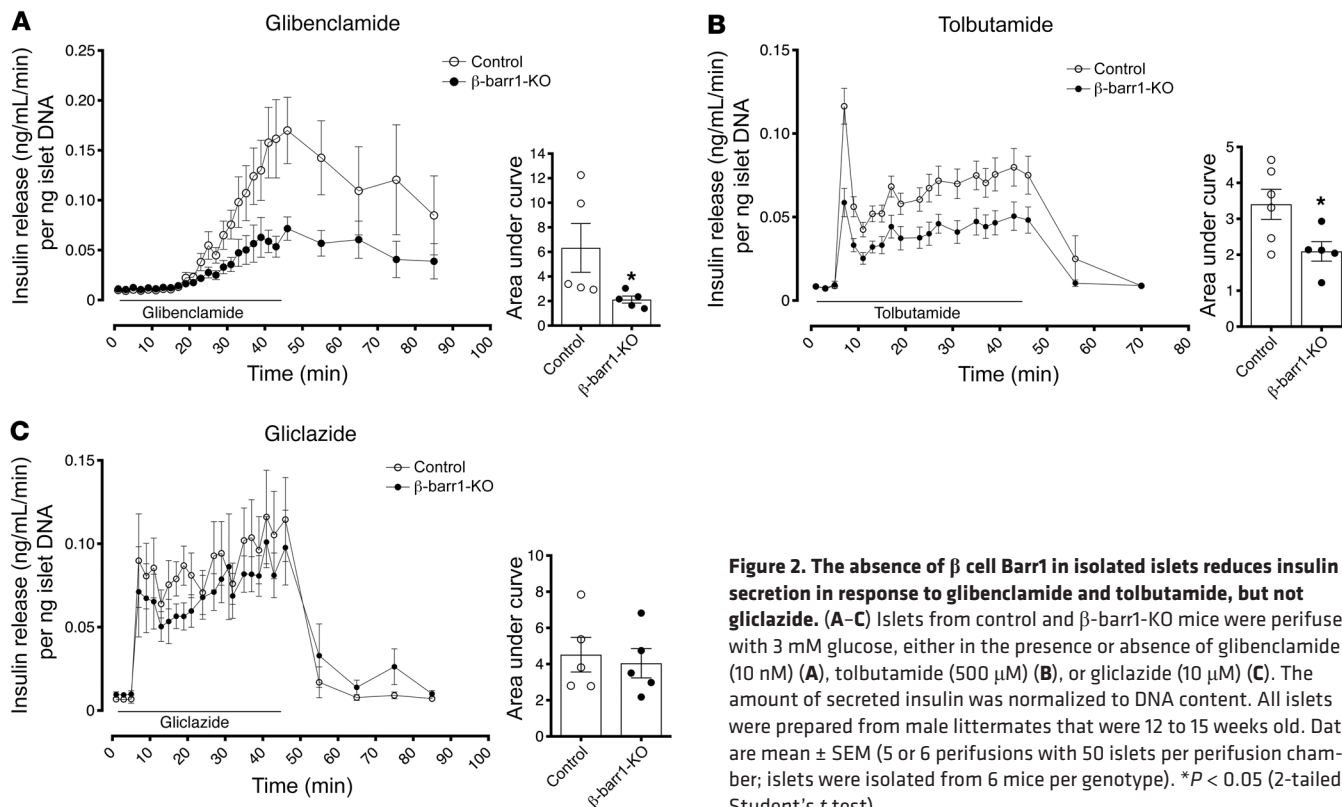 A
Glibenclamide
Insulin release (ng/mL/min)
per ng islet DNA
0.25
0.20
0.15
0.10
0.05
0
Control
β-barr1-KO
Glibenclamide
0 10 20 30 40 50 60 70 80 90 100
Time (min)
Area under curve
14
12
10
8
6
4
2
0
*
Control
β-barr1-KO
B
Tolbutamide
Insulin release (ng/mL/min)
per ng islet DNA
0.15
0.10
0.05
0
Control
β-barr1-KO
Tolbutamide
0 10 20 30 40 50 60 70 80
Time (min)
Area under curve
5
4
3
2
1
0
*
Control
β-barr1-KO
C
Gliclazide
Insulin release (ng/mL/min)
per ng islet DNA
0.15
0.10
0.05
0
Control
β-barr1-KO
Gliclazide
0 10 20 30 40 50 60 70 80 90 100
Time (min)
Area under curve
10
8
6
4
2
0
Control
β-barr1-KO
Figure 2. The absence of β cell Barr1 in isolated islets reduces insulin
secretion in response to glibenclamide and tolbutamide, but not
gliclazide. (A–C) Islets from control and β-barr1-KO mice were perifuse
with 3 mM glucose, either in the presence or absence of glibenclamide
(10 nM) (A), tolbutamide (500 μM) (B), or gliclazide (10 μM) (C). The
amount of secreted insulin was normalized to DNA content. All islets
were prepared from male littermates that were 12 to 15 weeks old. Dat
are mean ± SEM (5 or 6 perifusions with 50 islets per perifusion cham-
ber; islets were isolated from 6 mice per genotype). *P < 0.05 (2-tailed
Student's t test)